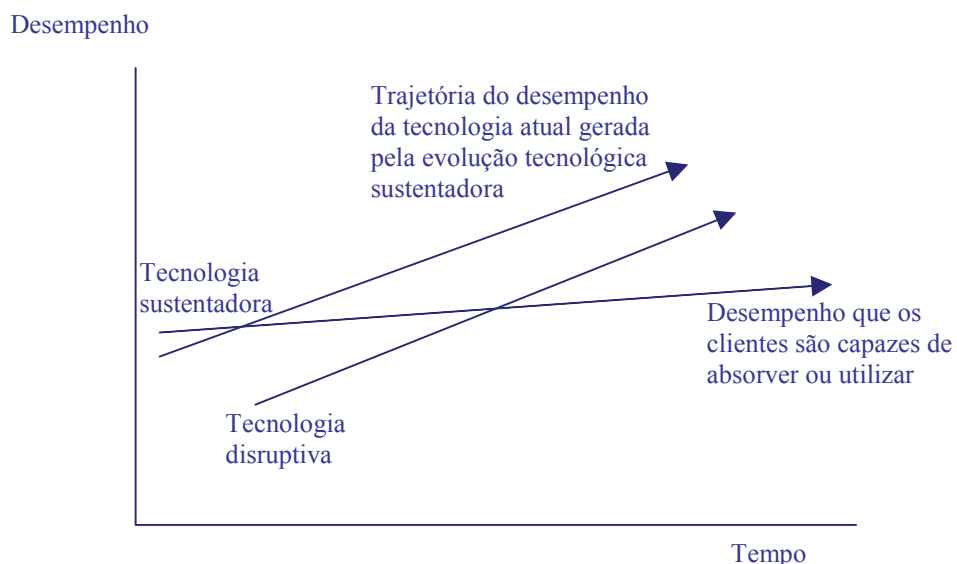 Desempenho
Trajetória do desempenho
da tecnologia atual gerada
pela evolução tecnológica
sustentadora
Tecnologia
sustentadora
Desempenho que os
clientes são capazes de
absorver ou utilizar
Tecnologia
disruptiva
Tempo